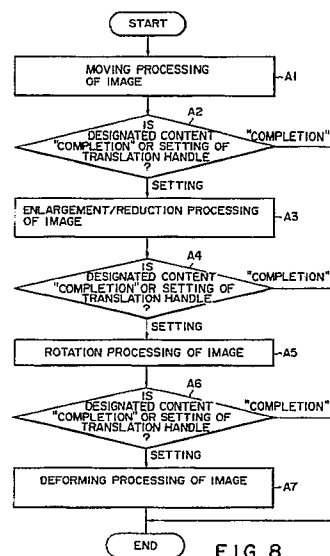 START
MOVING PROCESSING
OF IMAGE
A1
A2
IS
DESIGNATED CONTENT
"COMPLETION" OR SETTING OF
TRANSLATION HANDLE
?
"COMPLETION"
SETTING
ENLARGEMENT/REDUCTION PROCESSING
OF IMAGE
A3
A4
IS
DESIGNATED CONTENT
"COMPLETION" OR SETTING OF
TRANSLATION HANDLE
?
"COMPLETION"
SETTING
ROTATION PROCESSING OF IMAGE
A5
A6
IS
DESIGNATED CONTENT
"COMPLETION" OR SETTING OF
TRANSLATION HANDLE
?
"COMPLETION"
SETTING
DEFORMING PROCESSING OF IMAGE
A7
END
FIG. 8